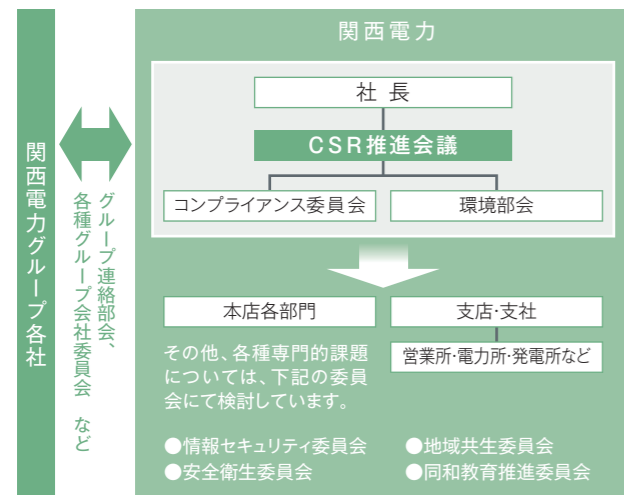 関西電力グループ各社
グループ連絡部会、
各種グループ会社委員会 など
関西電力
社 長
CSR推進会議
コンプライアンス委員会
環境部会
本店各部門
支店・支社
営業所・電力所・発電所など
その他、各種専門的課題
については、下記の委員
会にて検討しています。
●情報セキュリティ委員会
●地域共生委員会
●安全衛生委員会
●同和教育推進委員会